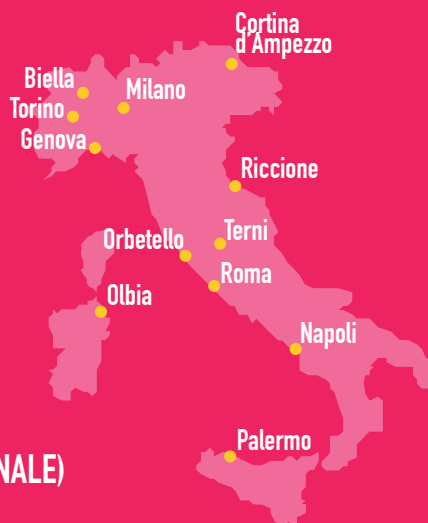 Cortina
d'Ampezzo
Biella
Milano
Torino
Genova
Riccione
Orbetello
Terni
Roma
Olbia
Napoli
Palermo
NALE)